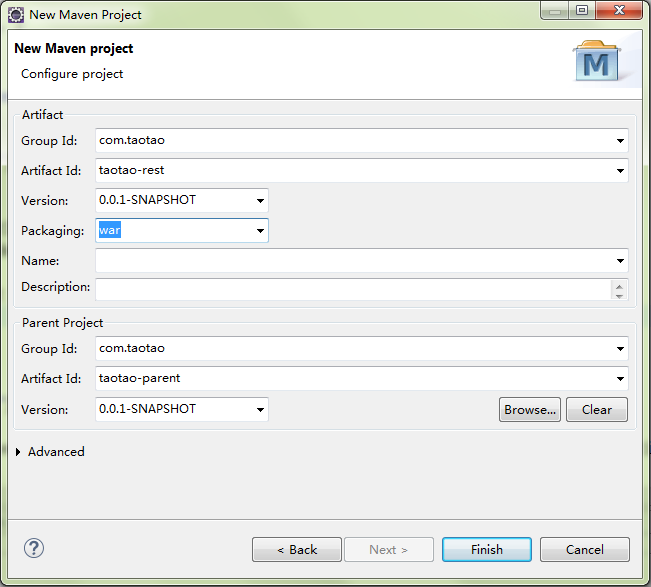 New Maven Project
New Maven project
Configure project
M
Artifact
Group Id: com.taotao
Artifact Id: taotao-rest
Version: 0.0.1-SNAPSHOT
Packaging: war
Name:
Description:
Parent Project
Group Id: com.taotao
Artifact Id: taotao-parent
Version: 0.0.1-SNAPSHOT Browse... Clear
Advanced
? < Back Next > Finish Cancel